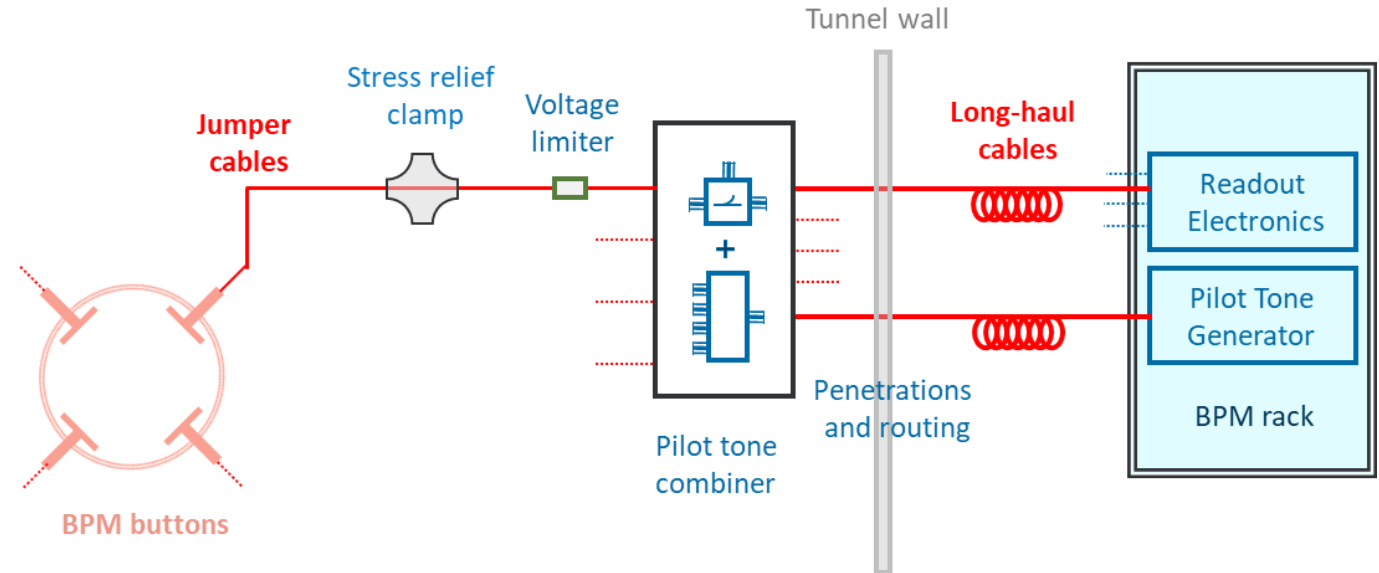 Tunnel wall
Stress relief
clamp
Voltage
limiter
Jumper
cables
Long-haul
cables
Readout
Electronics
+
Pilot Tone
Generator
Penetrations
and routing
BPM rack
Pilot tone
combiner
BPM buttons